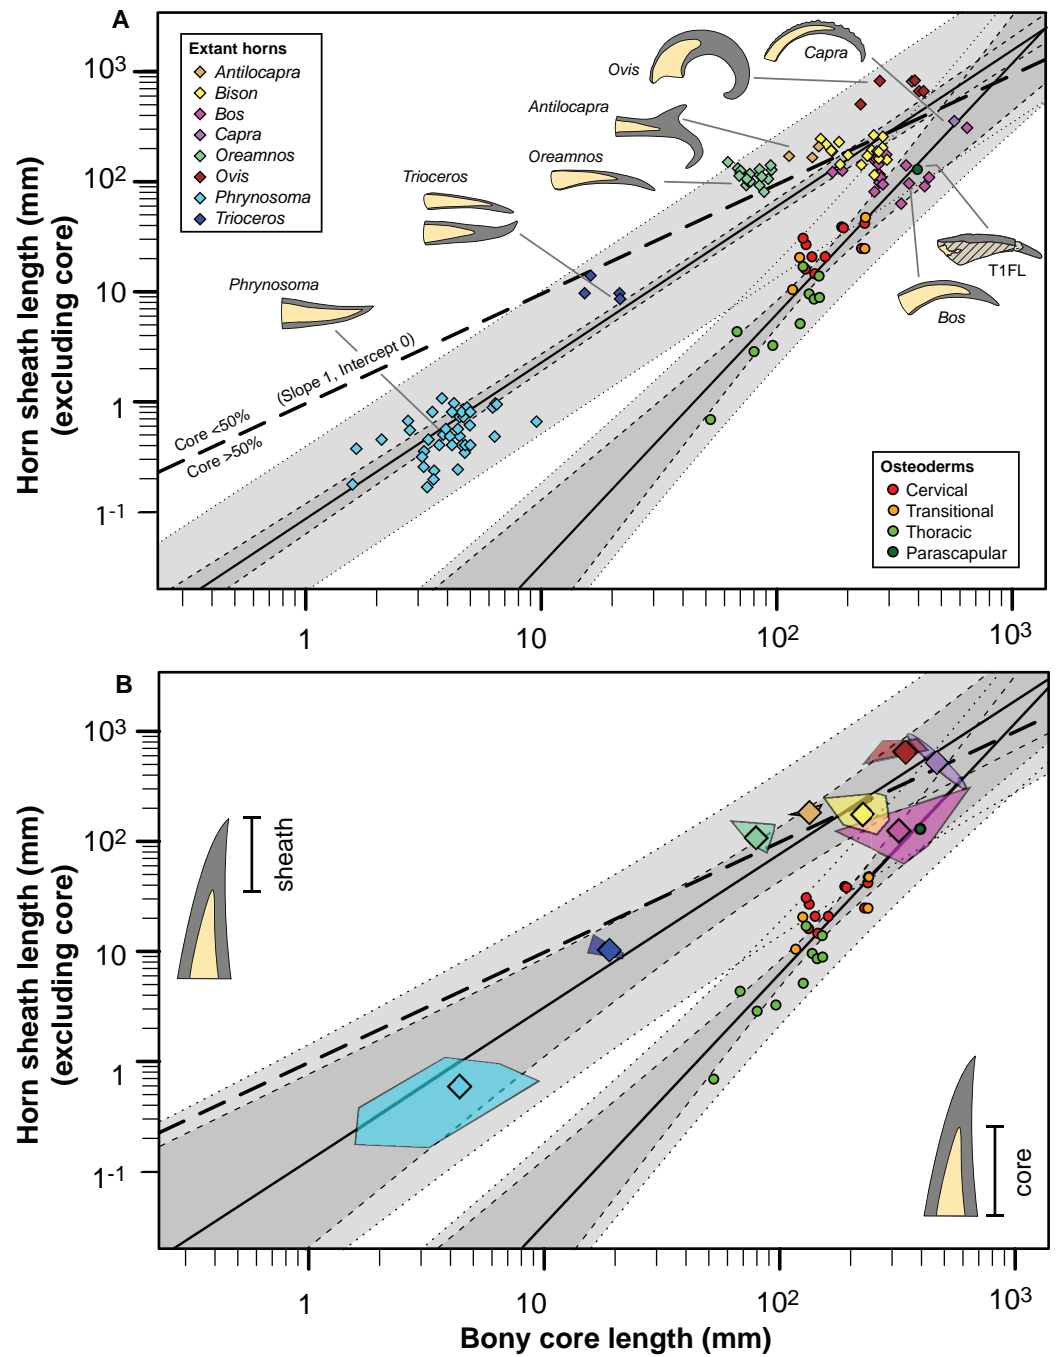 A
Extant horns
Antilocapra
Bison
Bos
Capra
Oreamnos
Ovis
Phrynosoma
Trioceros
Ovis
Capra
Antilocapra
Oreamnos
Trioceros
Phrynosoma
T1FL
Bos
(Slope 1, Intercept 0)
Core <50%
Core >50%
Osteoderms
Cervical
Transitional
Thoracic
Parascapular
Horn sheath length (mm)
(excluding core)
10³
10²
10
1
1⁻¹
1
10
10²
10³
B
sheath
core
Horn sheath length (mm)
(excluding core)
10³
10²
10
1
1⁻¹
1
10
10²
10³
Bony core length (mm)